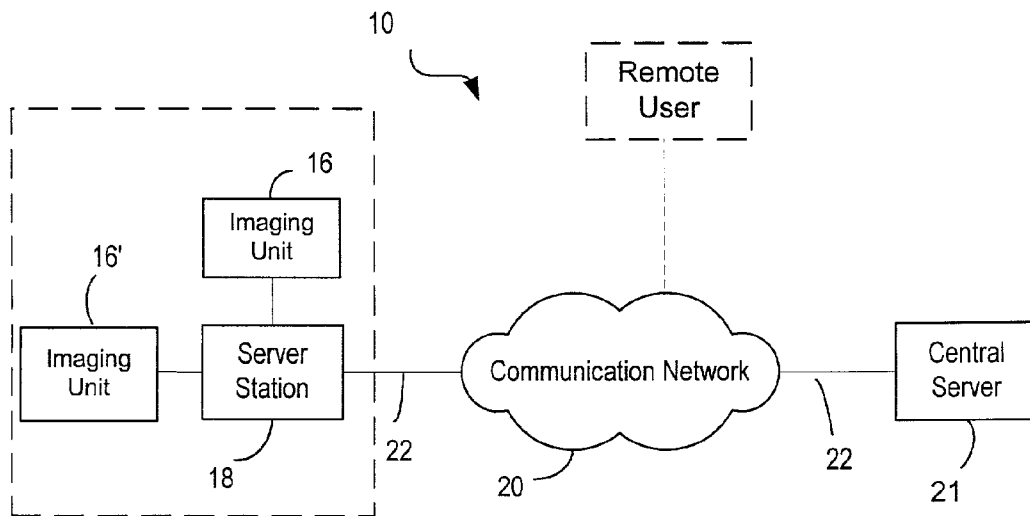 10
Remote
User
16
Imaging
Unit
16'
Imaging
Unit
Server
Station
18
22
Communication Network
20
22
Central
Server
21